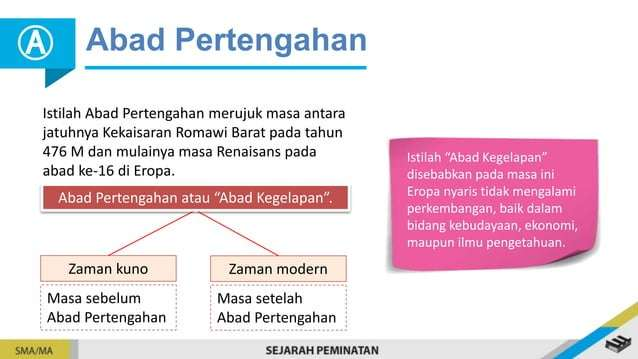 A
Abad Pertengahan
Istilah Abad Pertengahan merujuk masa antara
jatuhnya Kekaisaran Romawi Barat pada tahun
476 M dan mulainya masa Renaisans pada
abad ke-16 di Eropa.
Abad Pertengahan atau “Abad Kegelapan”.
Zaman kuno
Masa sebelum
Abad Pertengahan
Zaman modern
Masa setelah
Abad Pertengahan
Istilah “Abad Kegelapan”
disebabkan pada masa ini
Eropa nyaris tidak mengalami
perkembangan, baik dalam
bidang kebudayaan, ekonomi,
maupun ilmu pengetahuan.
SMA/MA
SEJARAH PEMINATAN